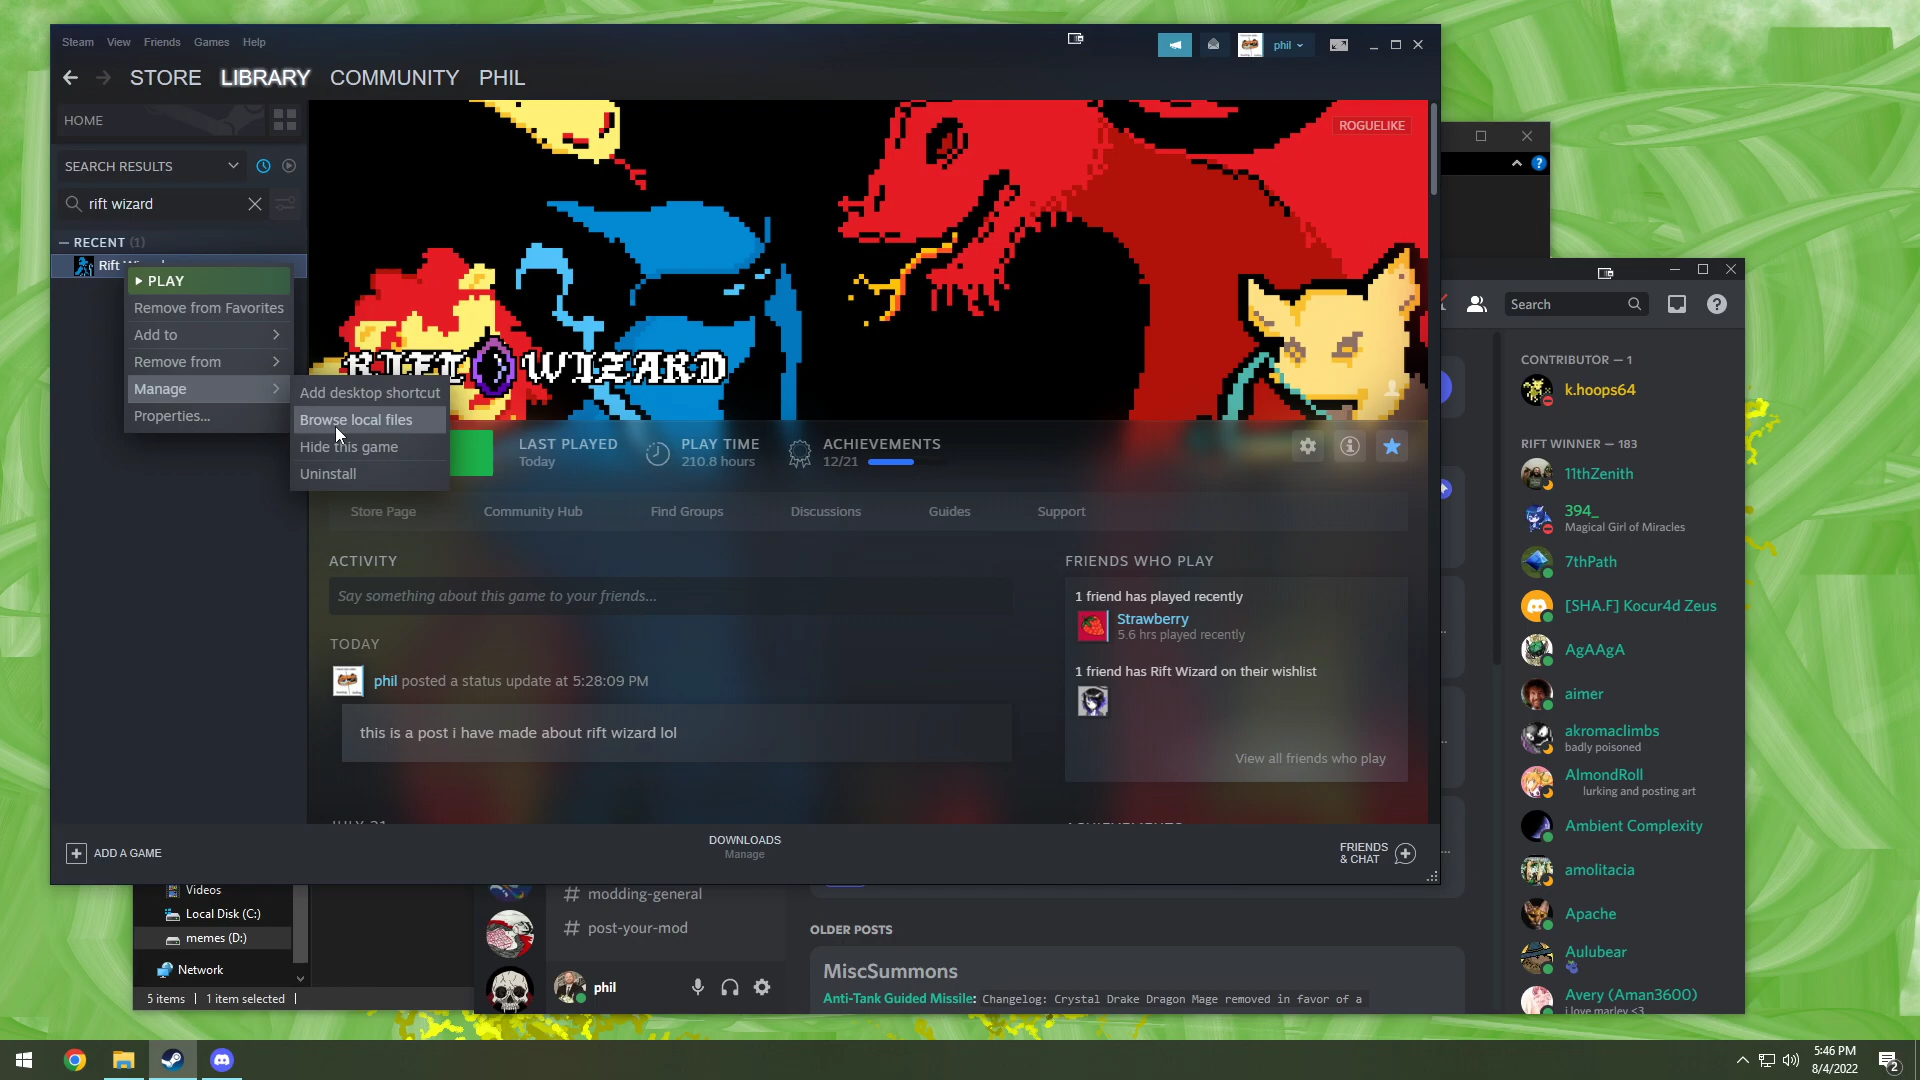 Steam View Friends Games Help
phil
STORE LIBRARY COMMUNITY PHIL
HOME
ROGUELIKE
SEARCH RESULTS
rift wizard
RECENT (1)
PLAY
Remove from Favorites
Add to
Remove from
Manage
Properties...
Add desktop shortcut
Browse local files
Hide this game
Uninstall
RIFT WIZARD
LAST PLAYED
Today
PLAY TIME
210.8 hours
ACHIEVEMENTS
12/21
Store Page Community Hub Find Groups Discussions Guides Support
ACTIVITY
Say something about this game to your friends...
TODAY
phil posted a status update at 5:28:09 PM
this is a post i have made about rift wizard lol
FRIENDS WHO PLAY
1 friend has played recently
Strawberry
5.6 hrs played recently
1 friend has Rift Wizard on their wishlist
View all friends who play
ADD A GAME
DOWNLOADS
Manage
FRIENDS
& CHAT
Search
CONTRIBUTOR — 1
k.hoops64
RIFT WINNER — 183
11thZenith
394_
Magical Girl of Miracles
7thPath
[SHA.F] Kocur4d Zeus
AgAAgA
aimer
akromaclimbs
badly poisoned
AlmondRoll
lurking and posting art
Ambient Complexity
amolitacia
Apache
Aulubear
Avery (Aman3600)
i love marley <3
Videos
Local Disk (C:)
memes (D:)
Network
5 items 1 item selected
modding-general
post-your-mod
phil
OLDER POSTS
MiscSummons
Anti-Tank Guided Missile: Changelog: Crystal Drake Dragon Mage removed in favor of a
5:46 PM
8/4/2022
2